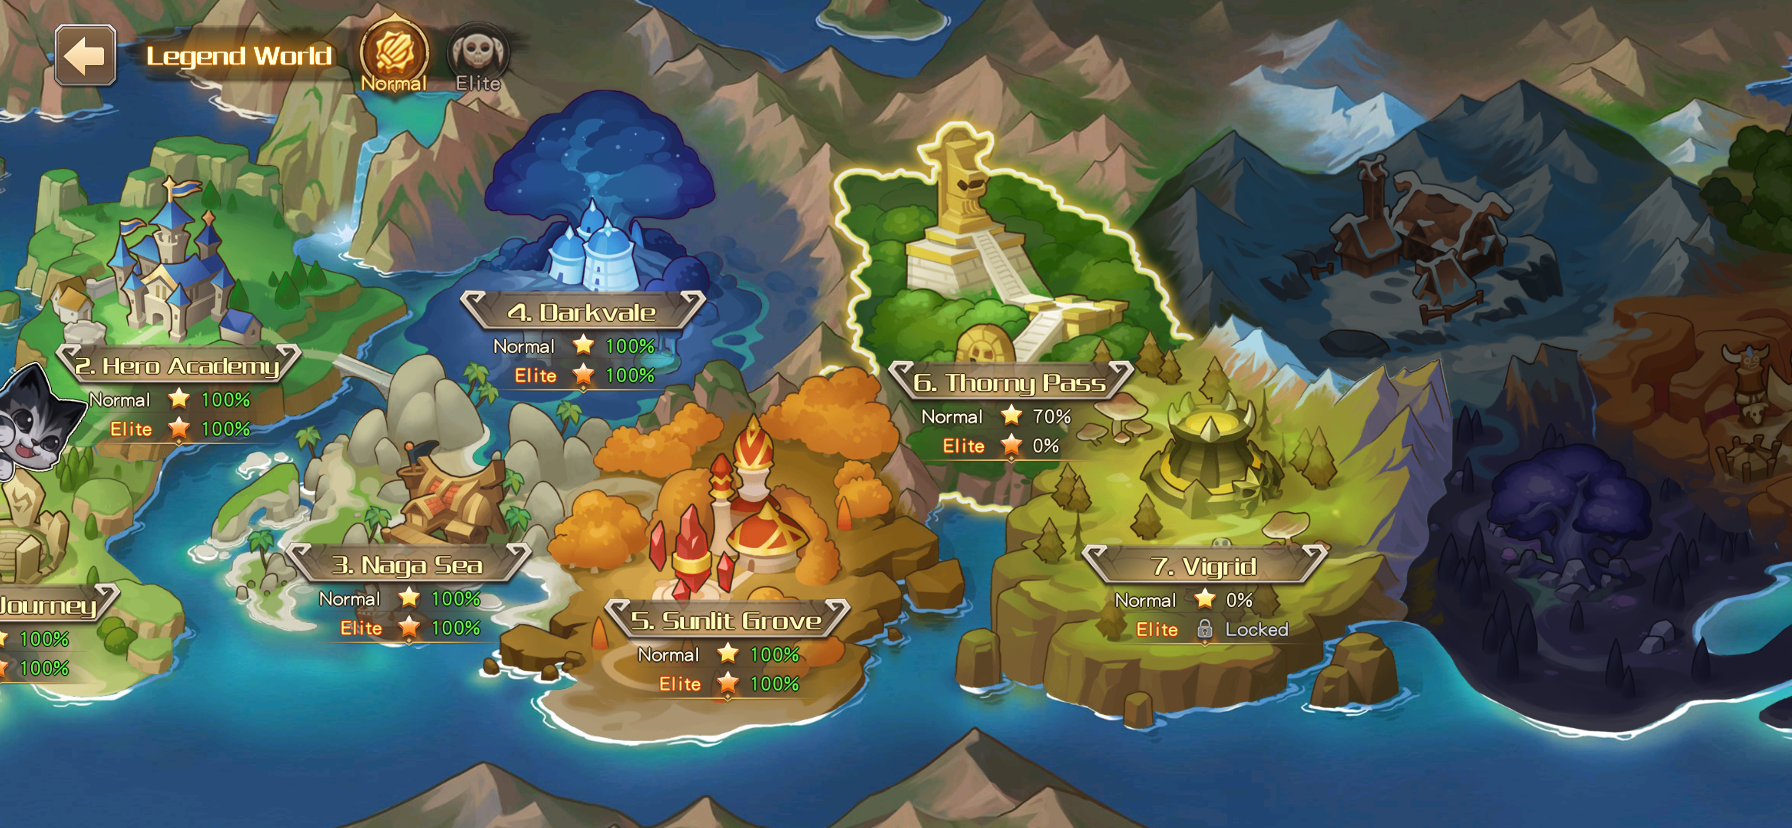 Legend World
Normal
Elite
2. Hero Academy
Normal 100%
Elite 100%
4. Darkvale
Normal 100%
Elite 100%
6. Thorny Pass
Normal 70%
Elite 0%
3. Naga Sea
Normal 100%
Elite 100%
7. Vigrid
Normal 0%
Elite Locked
Journey
100%
100%
5. Sunlit Grove
Normal 100%
Elite 100%